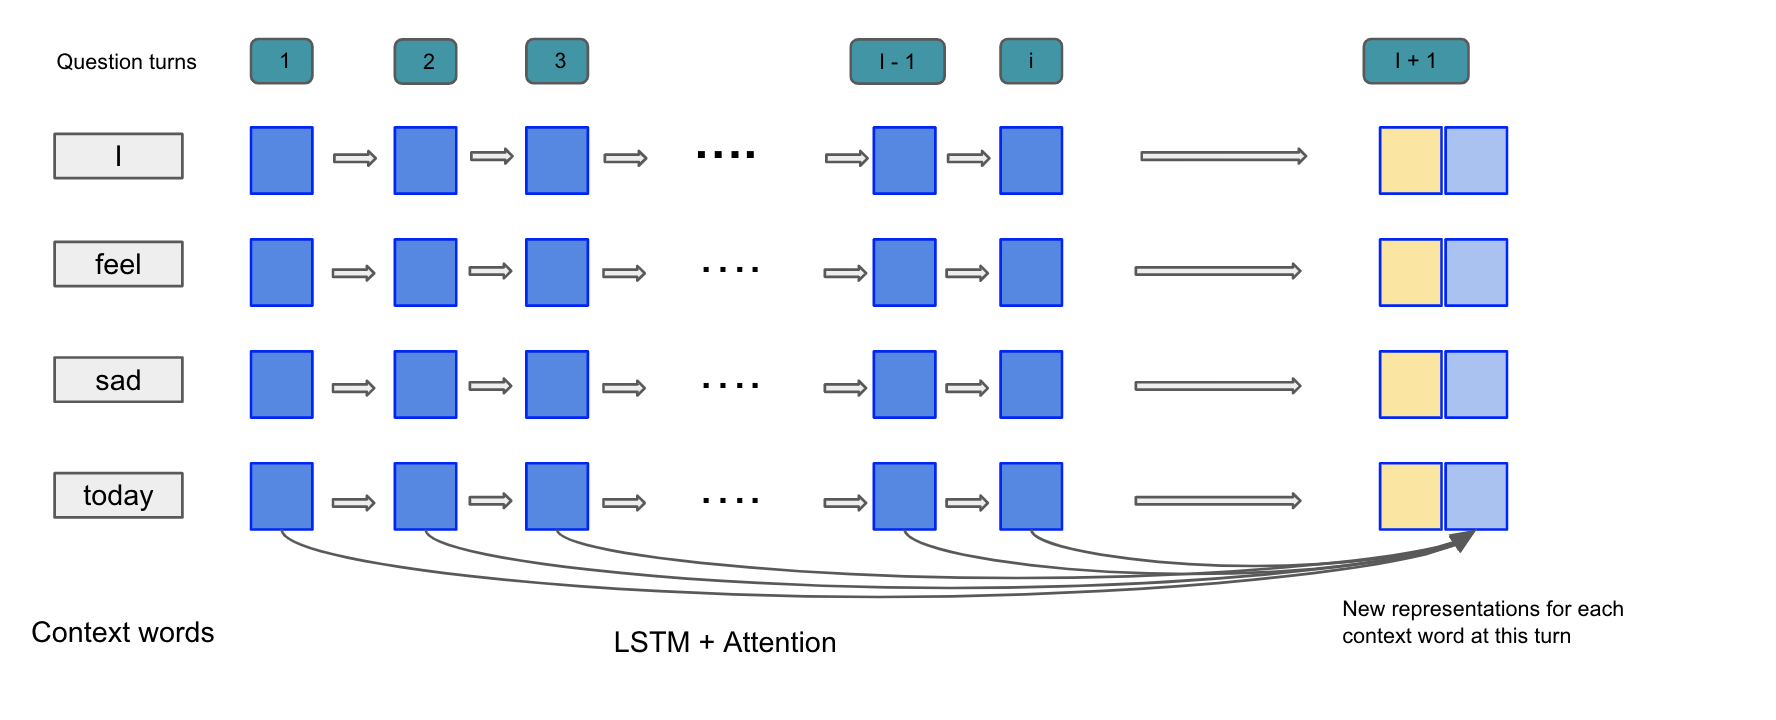 Question turns 1 2 3 I - 1 i I + 1
I ....
feel ....
sad ....
today ....
New representations for each
context word at this turn
Context words
LSTM + Attention